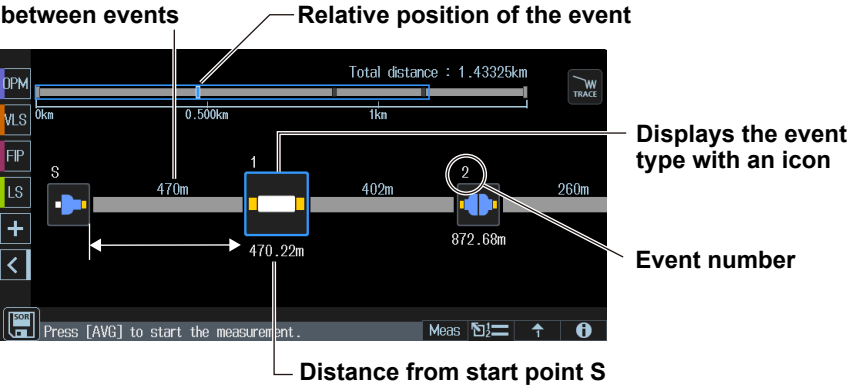 between events
Relative position of the event
Total distance : 1.43325km
OPM
TRACE
0km 0.500km 1km
VLS
Displays the event
type with an icon
FIP
S 1 2
LS
470m 402m 260m
+
872.68m
470.22m
<
Event number
SOR
Press [AVG] to start the measurement.
Meas
Distance from start point S